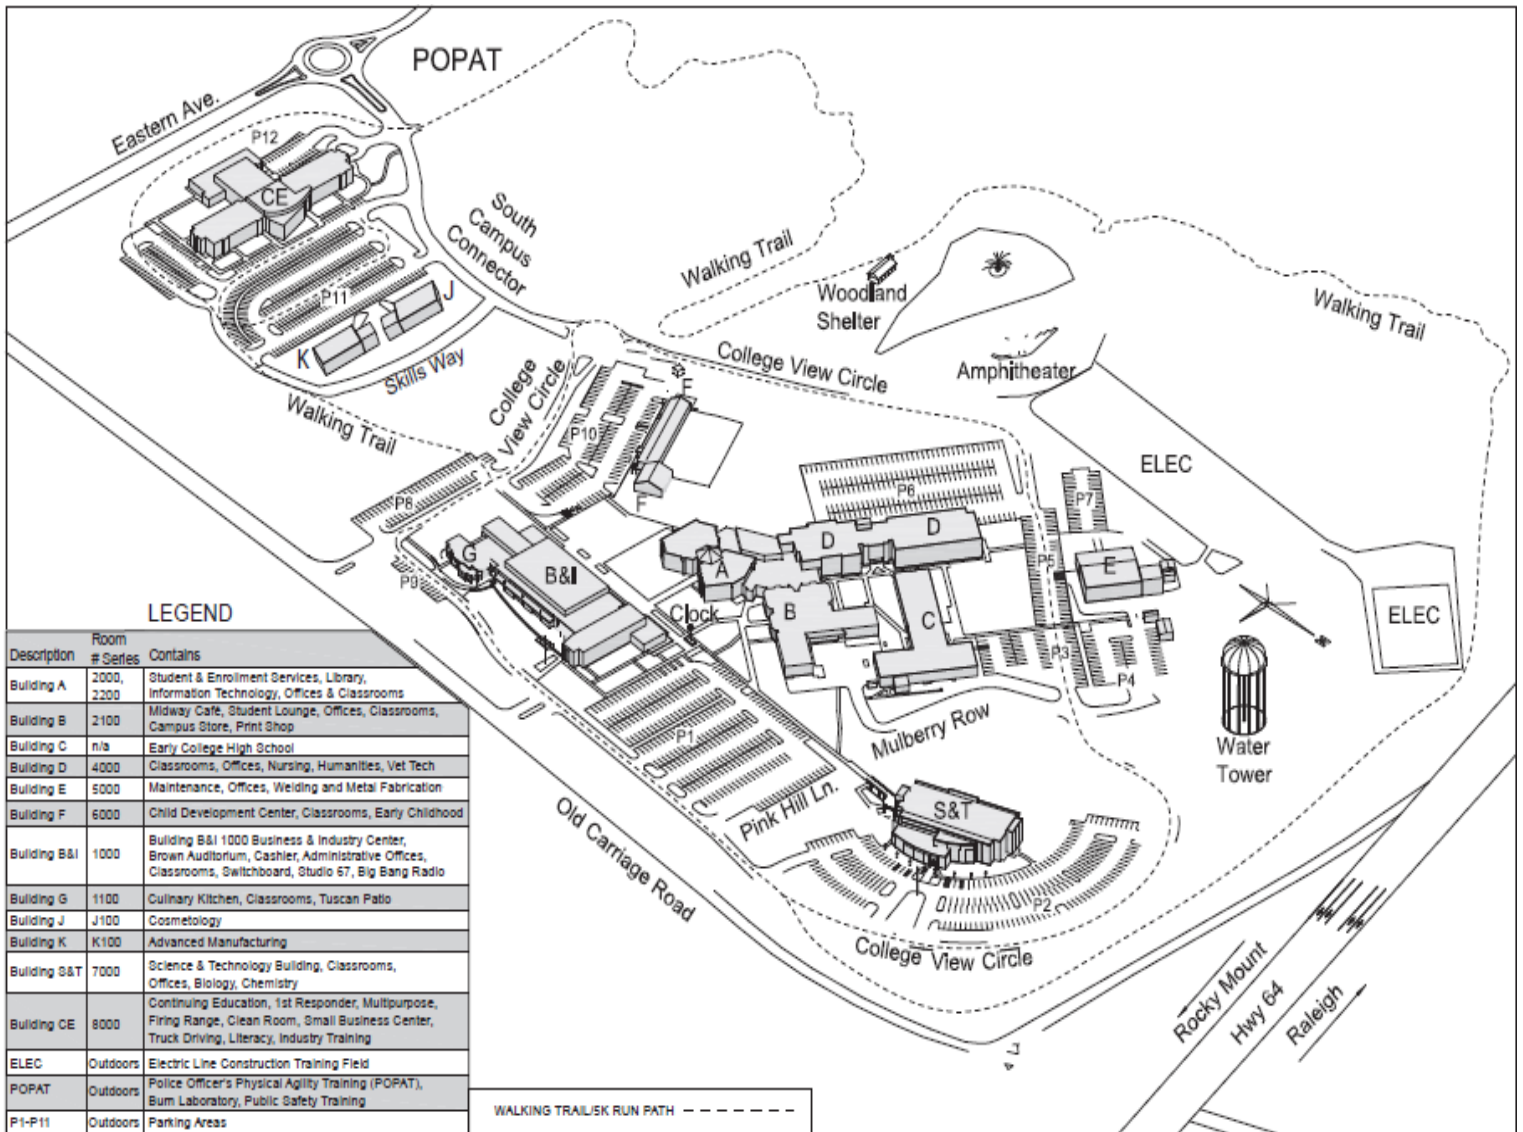 POPAT
Eastern Ave.
P12
CE
South
Campus
Connector
P11
J
K
Skills Way
Walking Trail
Walking Trail
Woodland
Shelter
Walking Trail
Amphitheater
College View Circle
College
View Circle
F
P10
F
P8
ELEC
P6
P7
D
D
G
B&I
A
P5
E
P9
B
C
Clock
ELEC
P3
P4
P1
Mulberry Row
Water
Tower
Pink Hill Ln.
S&T
Old Carriage Road
P2
College View Circle
Rocky Mount
Hwy 64
Raleigh
LEGEND
Description Room # Series Contains
Building A 2000, 2200 Student & Enrollment Services, Library,
Information Technology, Offices & Classrooms
Building B 2100 Midway Café, Student Lounge, Offices, Classrooms,
Campus Store, Print Shop
Building C n/a Early College High School
Building D 4000 Classrooms, Offices, Nursing, Humanities, Vet Tech
Building E 5000 Maintenance, Offices, Welding and Metal Fabrication
Building F 6000 Child Development Center, Classrooms, Early Childhood
Building B&I 1000 Building B&I 1000 Business & Industry Center,
Brown Auditorium, Cashier, Administrative Offices,
Classrooms, Switchboard, Studio 67, Big Bang Radio
Building G 1100 Culinary Kitchen, Classrooms, Tuscan Patio
Building J J100 Cosmetology
Building K K100 Advanced Manufacturing
Building S&T 7000 Science & Technology Building, Classrooms,
Offices, Biology, Chemistry
Building CE 8000 Continuing Education, 1st Responder, Multipurpose,
Firing Range, Clean Room, Small Business Center,
Truck Driving, Literacy, Industry Training
ELEC Outdoors Electric Line Construction Training Field
POPAT Outdoors Police Officer's Physical Agility Training (POPAT),
Burn Laboratory, Public Safety Training
P1-P11 Outdoors Parking Areas
WALKING TRAIL/5K RUN PATH